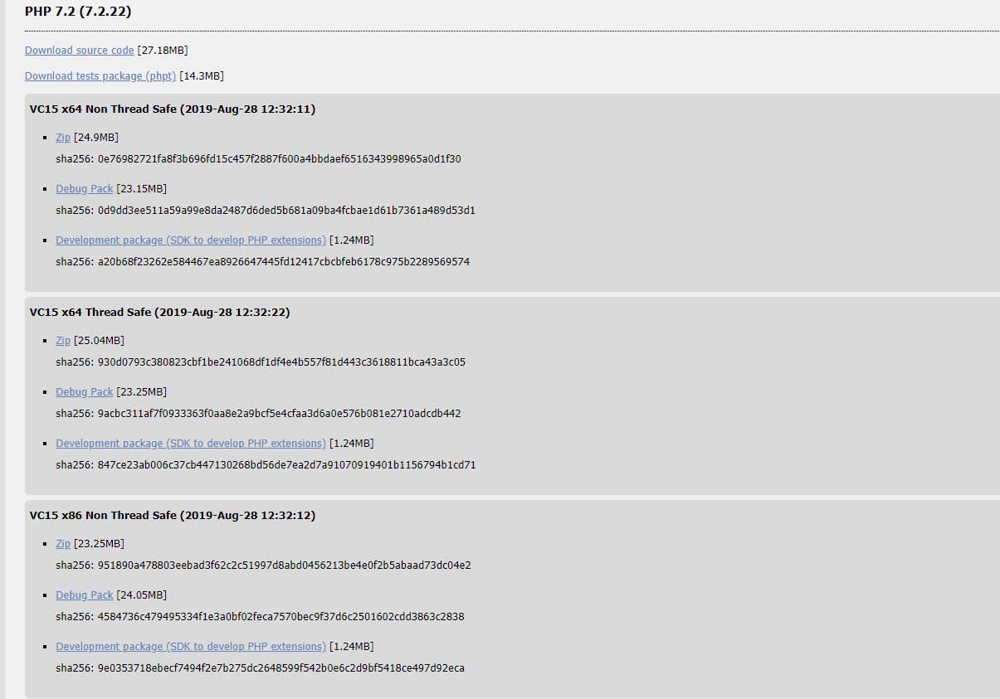 PHP 7.2 (7.2.22)
Download source code [27.18MB]
Download tests package (phpt) [14.3MB]
VC15 x64 Non Thread Safe (2019-Aug-28 12:32:11)
Zip [24.9MB]
sha256: 0e76982721fa8f3b696fd15c457f2887f600a4bbdaef6516343998965a0d1f30
Debug Pack [23.15MB]
sha256: 0d9dd3ee511a59a99e8da2487d6ded5b681a09ba4fcbae1d61b7361a489d53d1
Development package (SDK to develop PHP extensions) [1.24MB]
sha256: a20b68f23262e584467ea8926647445fd12417cbcbfeb6178c975b2289569574
VC15 x64 Thread Safe (2019-Aug-28 12:32:22)
Zip [25.04MB]
sha256: 930d0793c380823cbf1be241068df1df4e4b557f81d443c3618811bca43a3c05
Debug Pack [23.25MB]
sha256: 9acbc311af7f0933363f0aa8e2a9bcf5e4cfaa3d6a0e576b081e2710adcdb442
Development package (SDK to develop PHP extensions) [1.24MB]
sha256: 847ce23ab006c37cb447130268bd56de7ea2d7a91070919401b1156794b1cd71
VC15 x86 Non Thread Safe (2019-Aug-28 12:32:12)
Zip [23.25MB]
sha256: 951890a478803eebad3f62c2c51997d8abd0456213be4e0f2b5abaad73dc04e2
Debug Pack [24.05MB]
sha256: 4584736c479495334f1e3a0bf02feca7570bec9f37d6c2501602cdd3863c2838
Development package (SDK to develop PHP extensions) [1.24MB]
sha256: 9e0353718ebecf7494f2e7b275dc2648599f542b0e6c2d9bf5418ce497d92eca